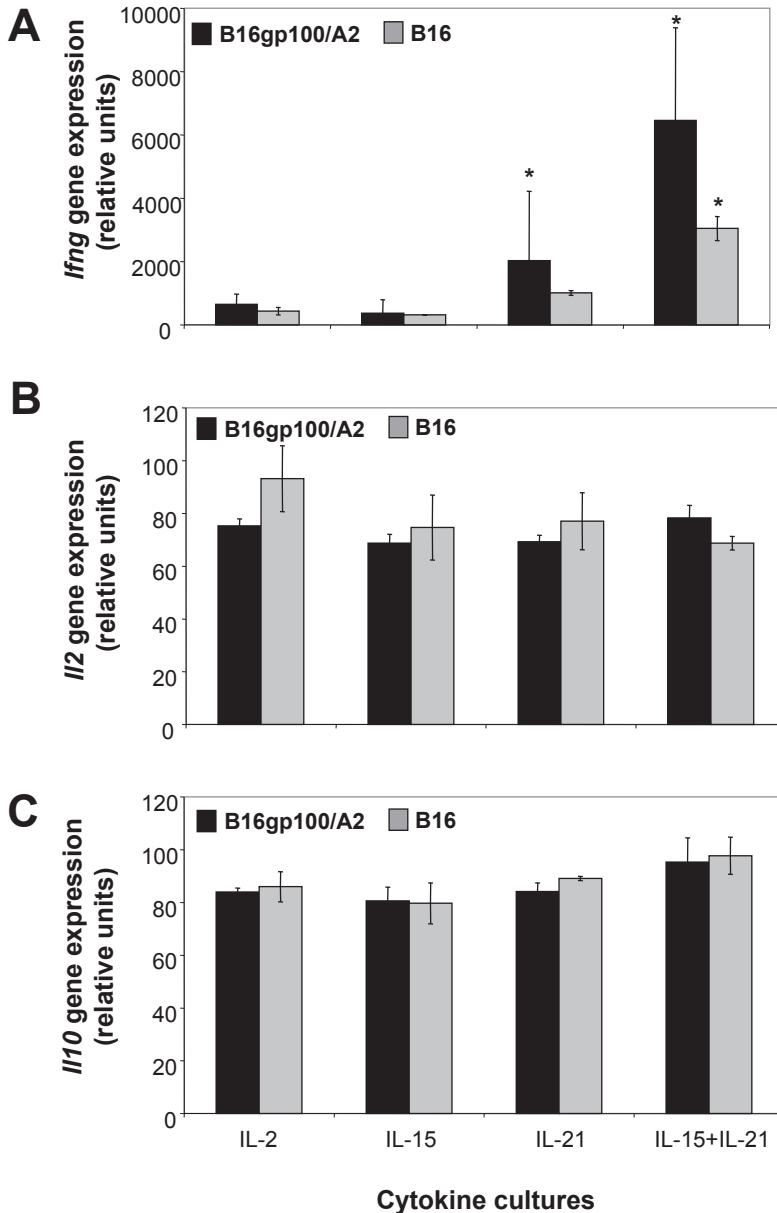 A
B16gp100/A2 B16
Ifng gene expression
(relative units)
10000
8000
6000
4000
2000
0
*
*
*
B
B16gp100/A2 B16
Il2 gene expression
(relative units)
120
100
80
60
40
20
0
C
B16gp100/A2 B16
Il10 gene expression
(relative units)
120
100
80
60
40
20
0
IL-2 IL-15 IL-21 IL-15+IL-21
Cytokine cultures